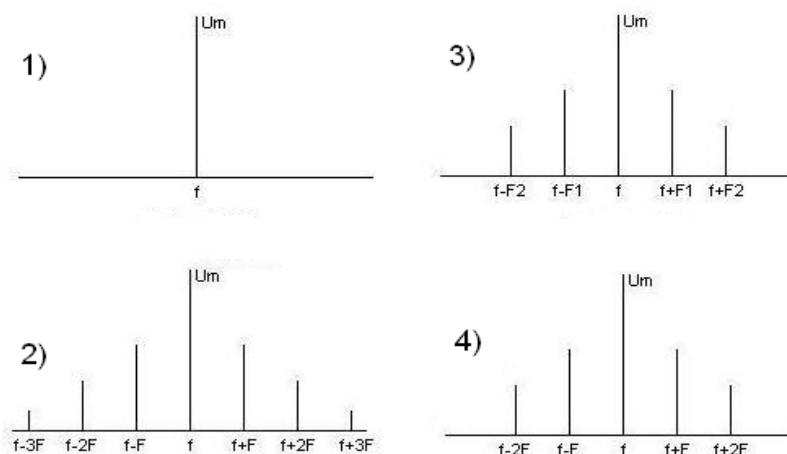 1)
Um
f
3)
Um
f-F2 f-F1 f f+F1 f+F2
2)
Um
f-3F f-2F f-F f f+F f+2F f+3F
4)
Um
f-2F f-F f f+F f+2F